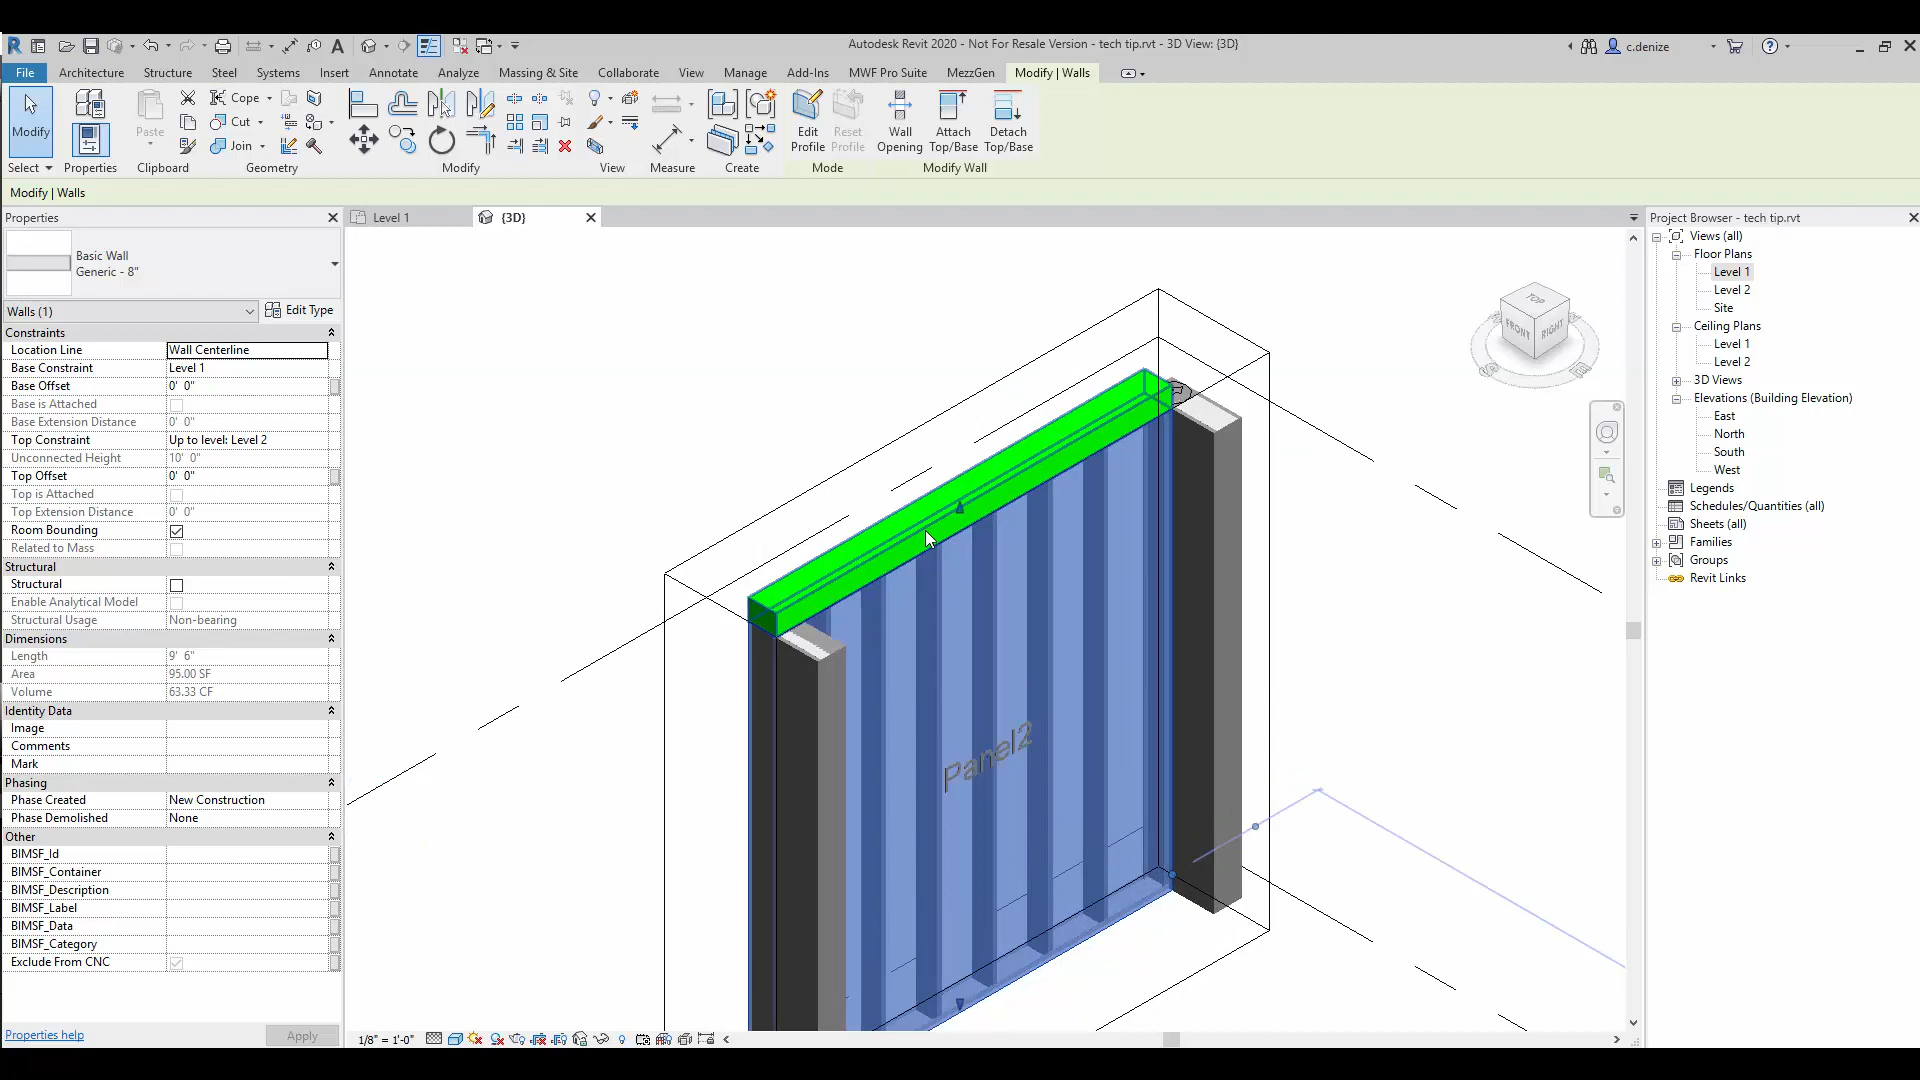 Autodesk Revit 2020 - Not For Resale Version - tech tip.rvt - 3D View: {3D}
c.denize
File Architecture Structure Steel Systems Insert Annotate Analyze Massing & Site Collaborate View Manage Add-Ins MWF Pro Suite MezzGen Modify | Walls
Modify
Paste
Cope
Cut
Join
Edit Profile
Reset Profile
Wall Opening
Attach Top/Base
Detach Top/Base
Select Properties Clipboard Geometry Modify View Measure Create Mode Modify Wall
Modify | Walls
Properties
Basic Wall
Generic - 8"
Walls (1)
Edit Type
Constraints
Location Line Wall Centerline
Base Constraint Level 1
Base Offset 0' 0"
Base is Attached
Base Extension Distance 0' 0"
Top Constraint Up to level: Level 2
Unconnected Height 10' 0"
Top Offset 0' 0"
Top is Attached
Top Extension Distance 0' 0"
Room Bounding
Related to Mass
Structural
Structural
Enable Analytical Model
Structural Usage Non-bearing
Dimensions
Length 9' 6"
Area 95.00 SF
Volume 63.33 CF
Identity Data
Image
Comments
Mark
Phasing
Phase Created New Construction
Phase Demolished None
Other
BIMSF_Id
BIMSF_Container
BIMSF_Description
BIMSF_Label
BIMSF_Data
BIMSF_Category
Exclude From CNC
Properties help
Apply
Level 1
{3D}
TOP
FRONT
RIGHT
Panel2
1/8" = 1'-0"
Project Browser - tech tip.rvt
Views (all)
Floor Plans
Level 1
Level 2
Site
Ceiling Plans
Level 1
Level 2
3D Views
Elevations (Building Elevation)
East
North
South
West
Legends
Schedules/Quantities (all)
Sheets (all)
Families
Groups
Revit Links